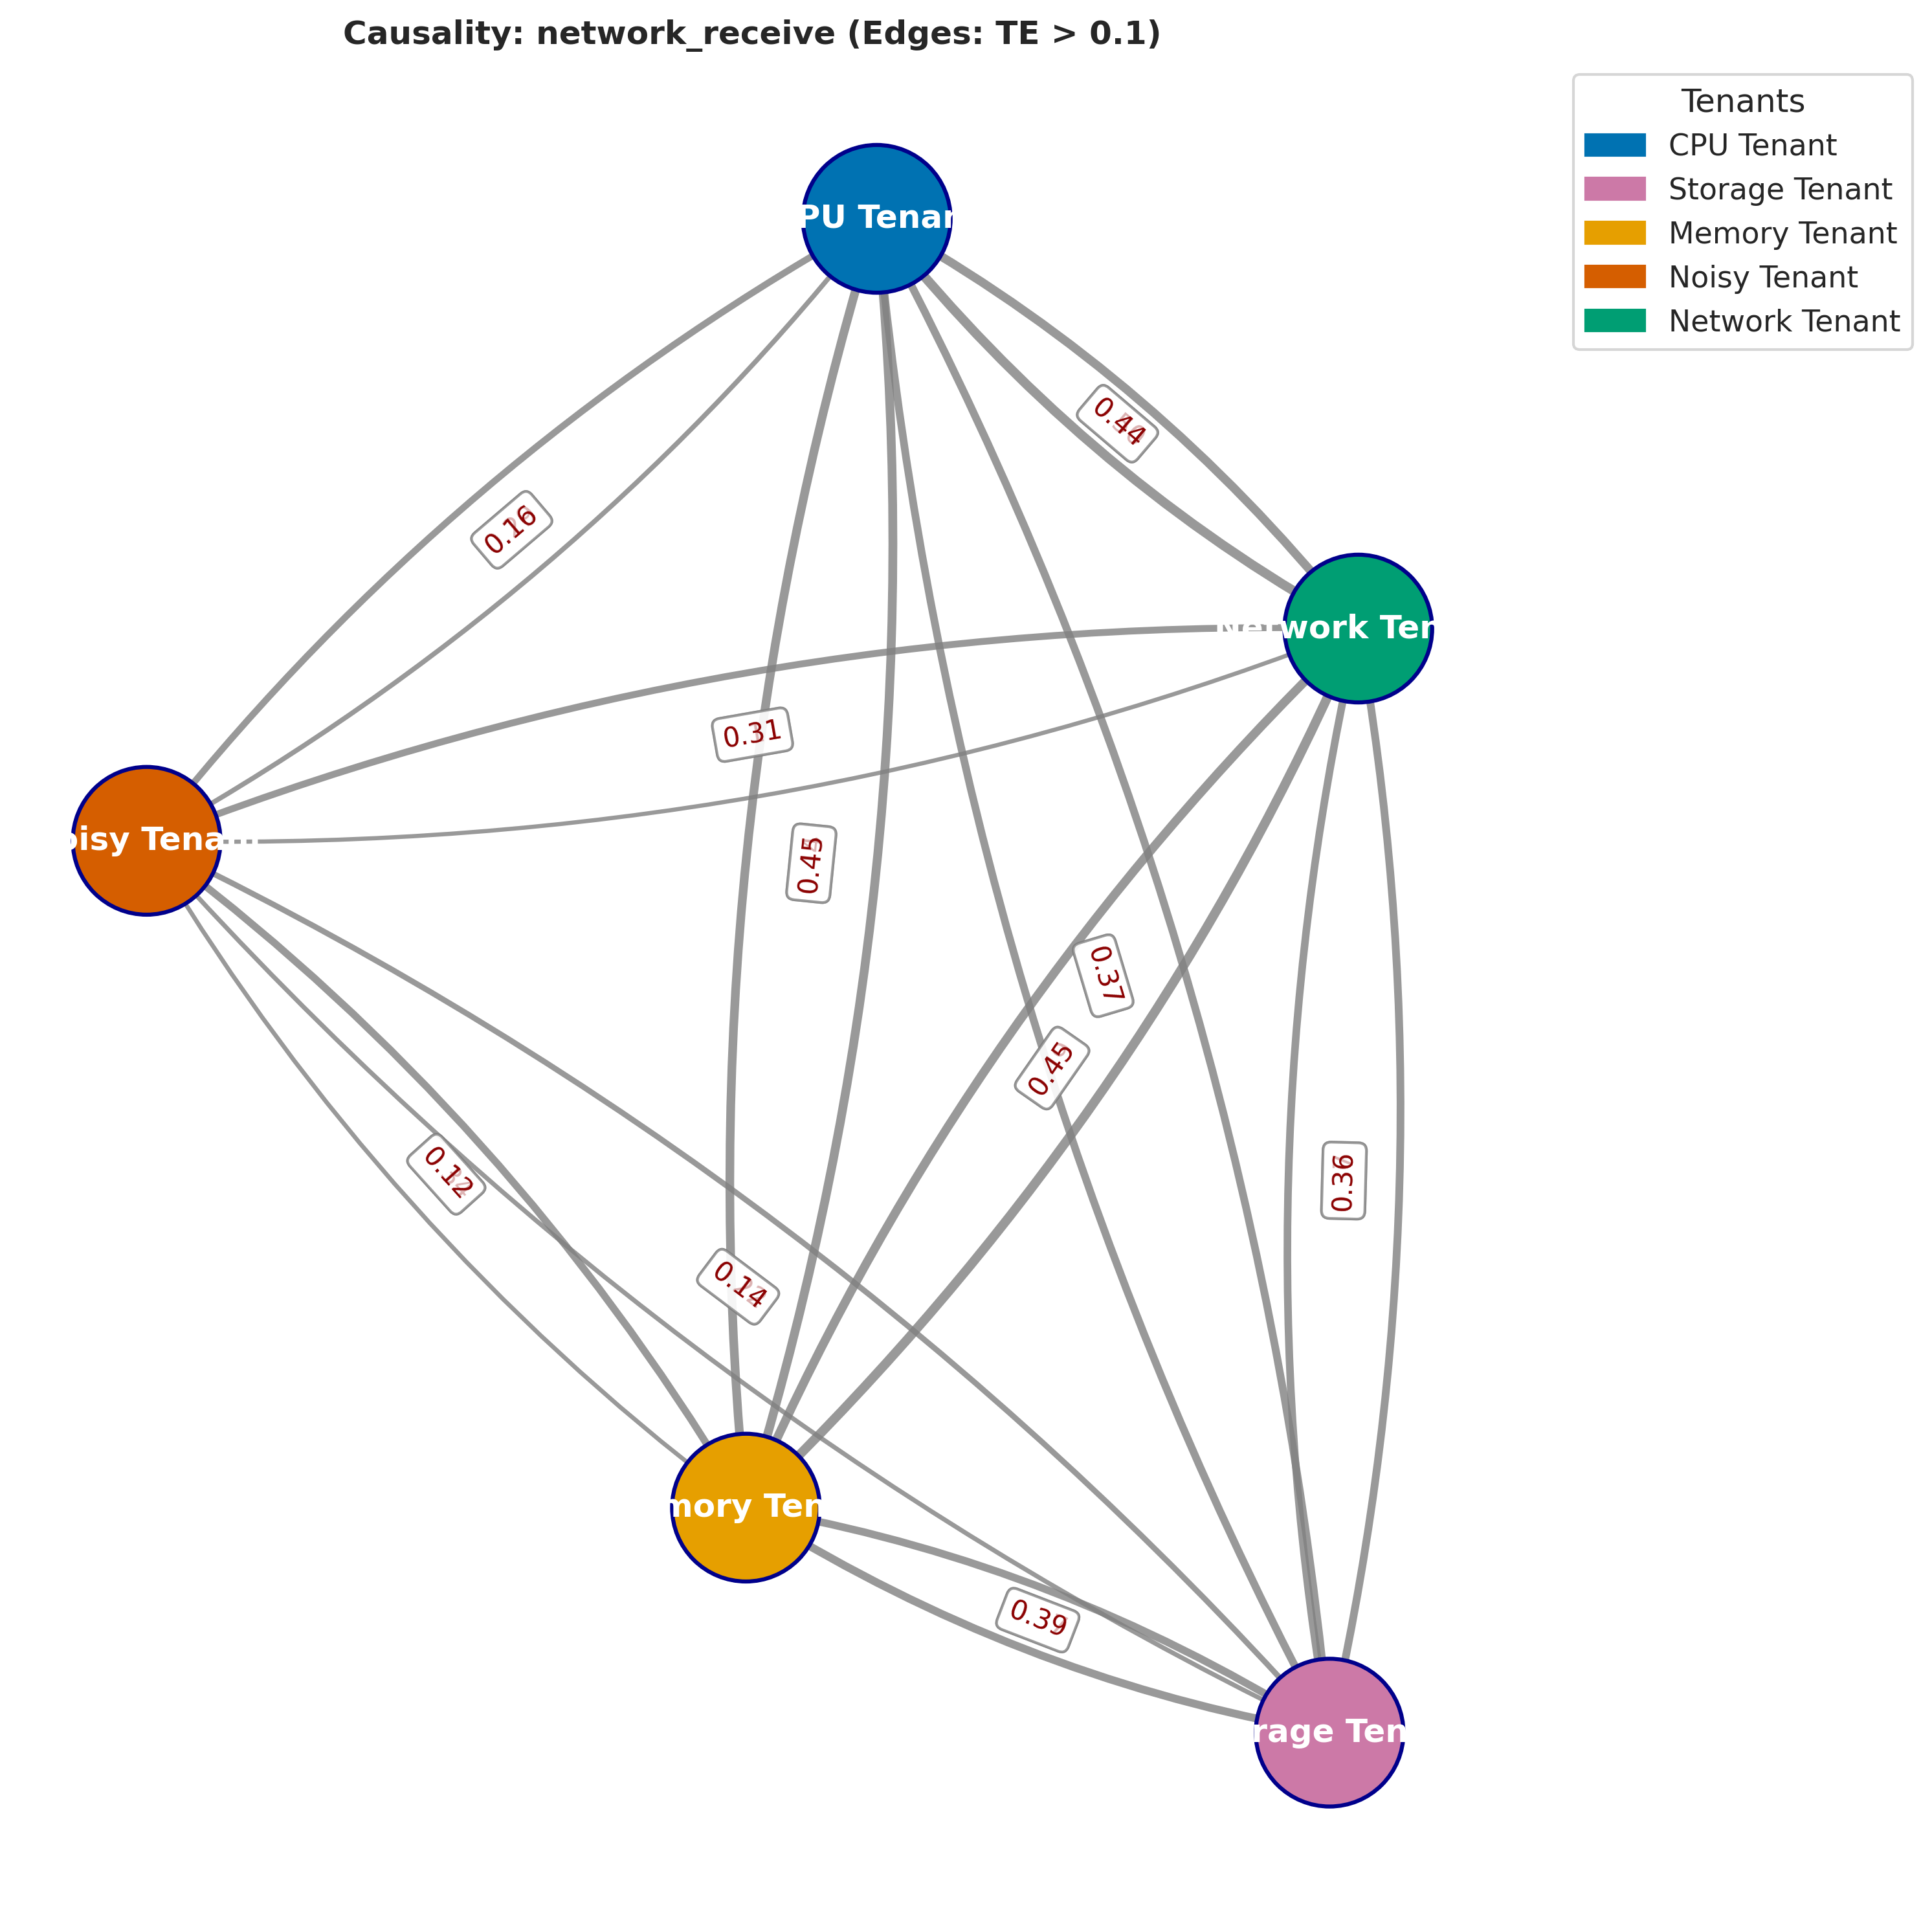 Causality: network_receive (Edges: TE > 0.1)
Tenants
CPU Tenant
Storage Tenant
Memory Tenant
Noisy Tenant
Network Tenant
PU Tenan
0.44
0.16
Network Ten
0.31
oisy Tena
0.45
0.37
0.45
0.12
0.36
0.14
mory Ten
0.39
rage Ten